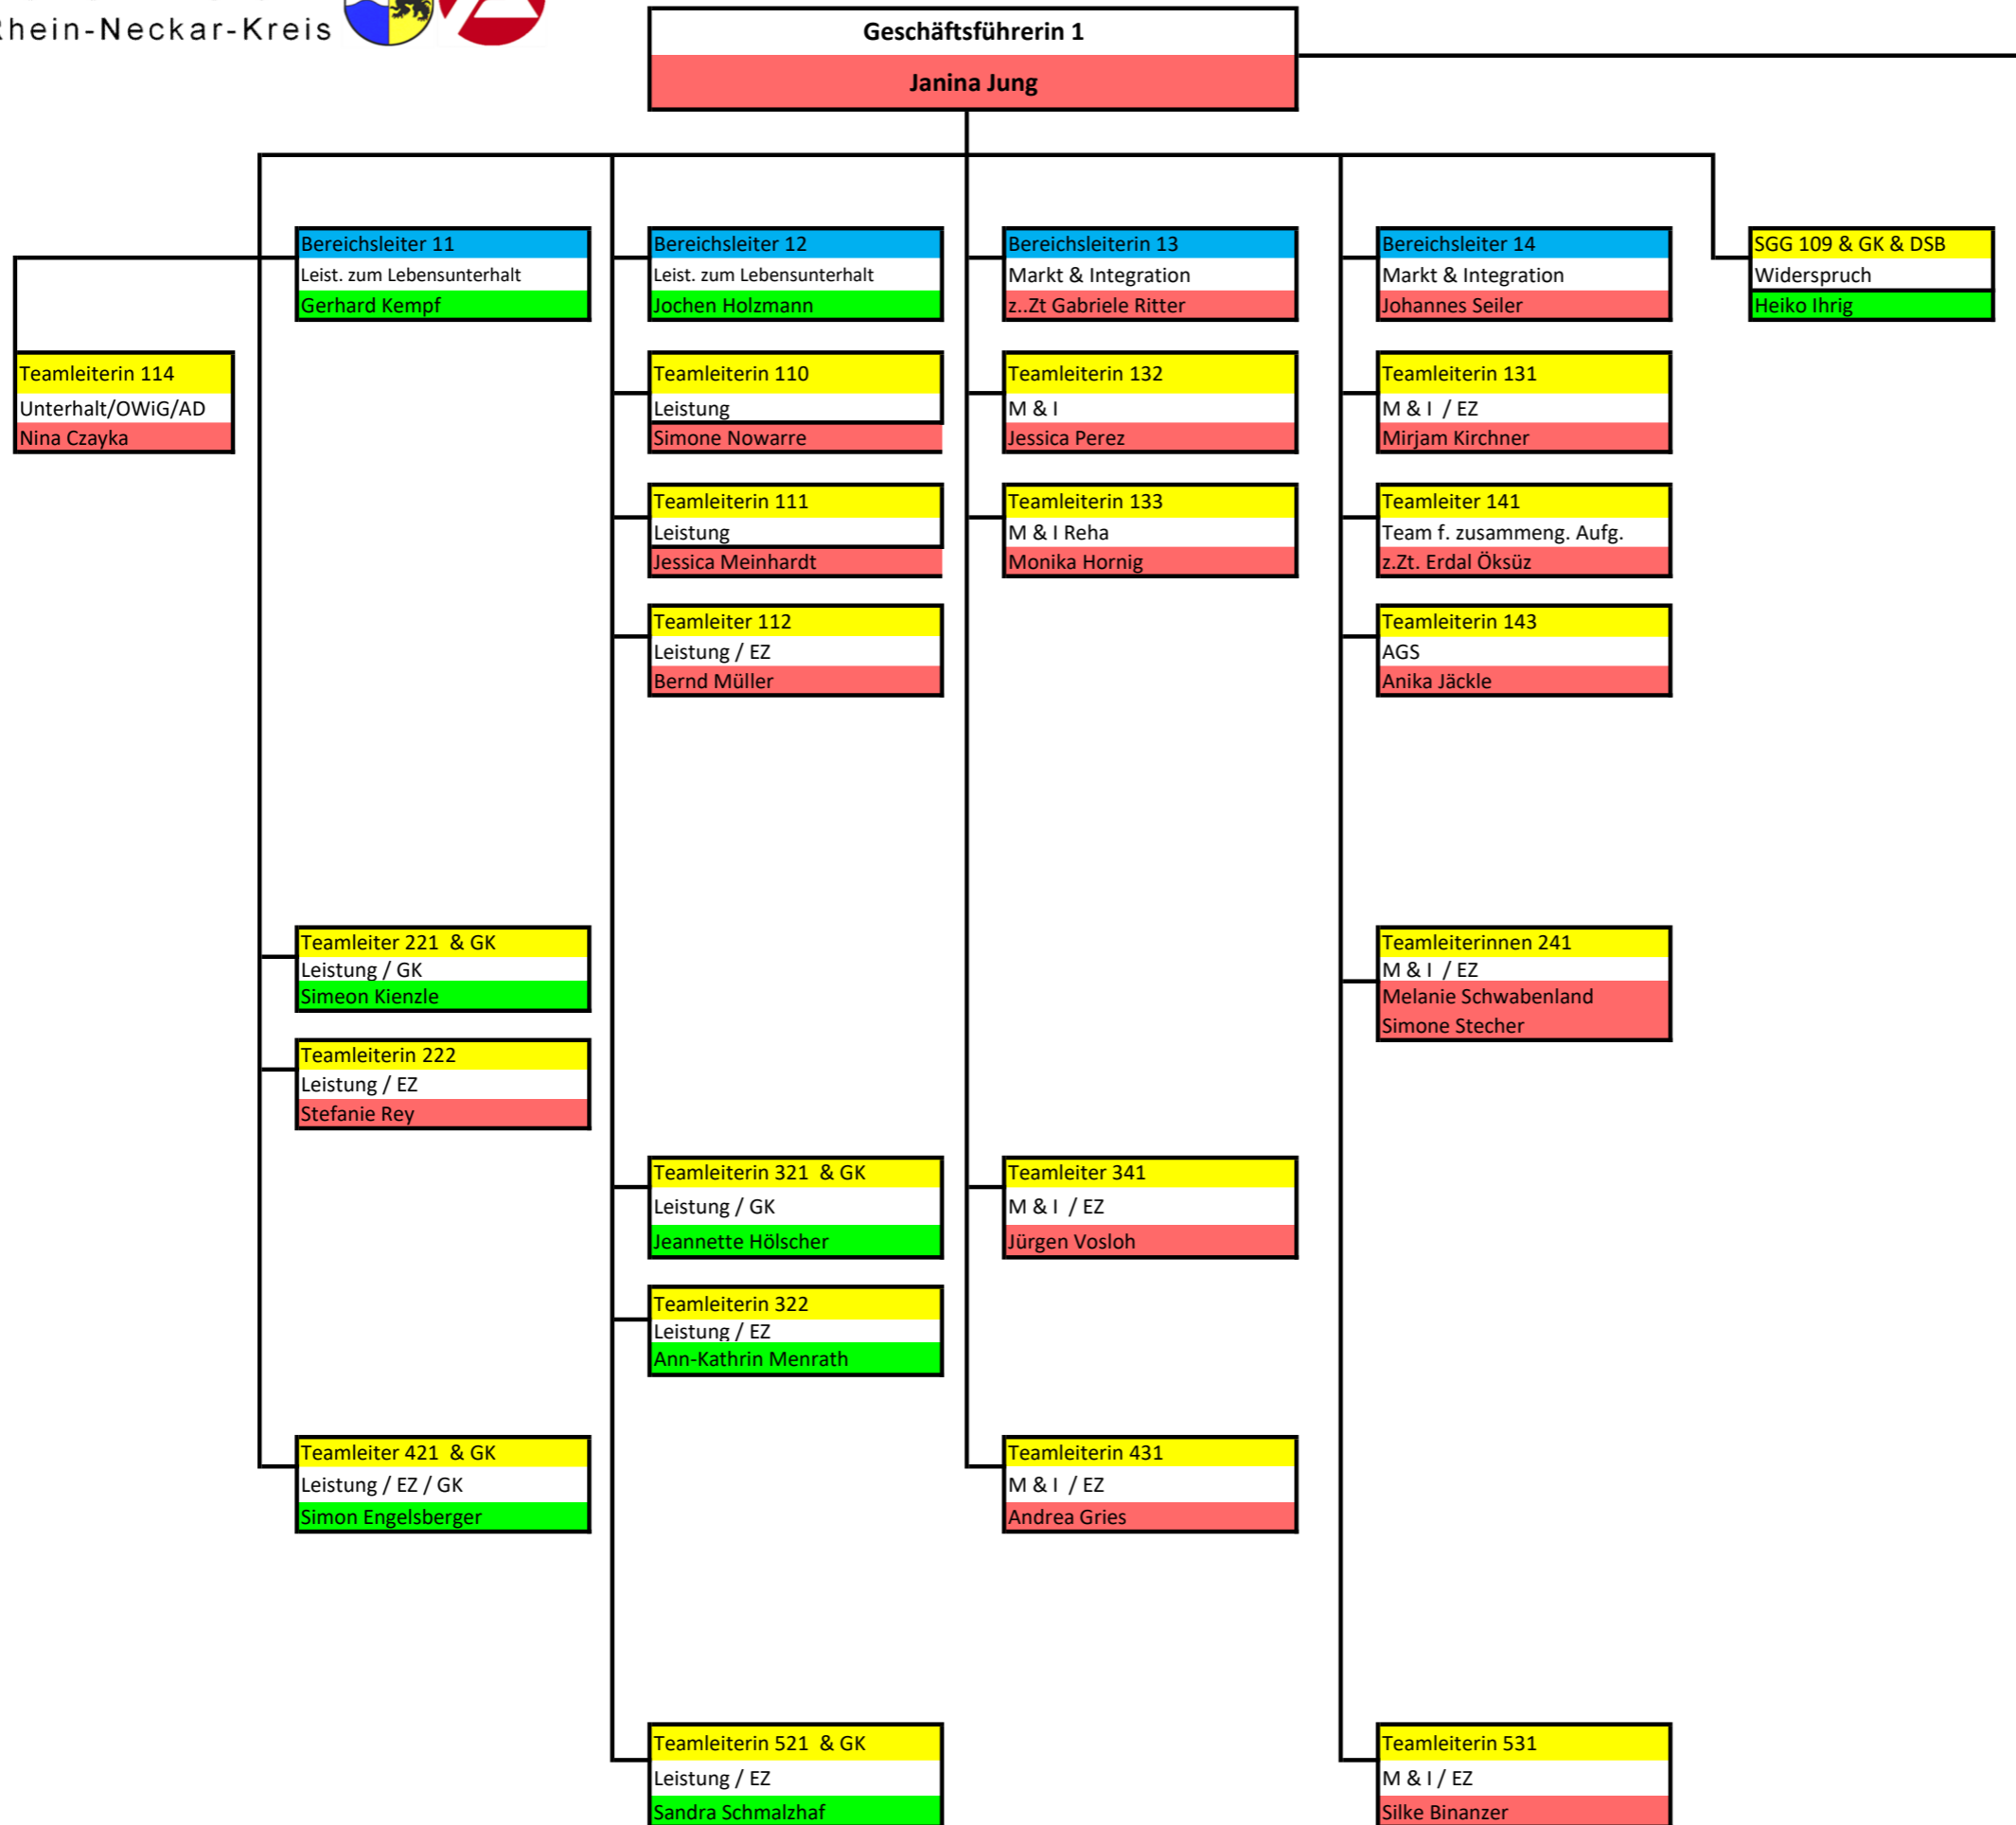 Rhein-Neckar-Kreis
Geschäftsführerin 1
Janina Jung
Bereichsleiter 11
Leist. zum Lebensunterhalt
Gerhard Kempf
Bereichsleiter 12
Leist. zum Lebensunterhalt
Jochen Holzmann
Bereichsleiterin 13
Markt & Integration
z..Zt Gabriele Ritter
Bereichsleiter 14
Markt & Integration
Johannes Seiler
SGG 109 & GK & DSB
Widerspruch
Heiko Ihrig
Teamleiterin 114
Unterhalt/OWiG/AD
Nina Czayka
Teamleiterin 110
Leistung
Simone Nowarre
Teamleiterin 132
M & I
Jessica Perez
Teamleiterin 131
M & I / EZ
Mirjam Kirchner
Teamleiterin 111
Leistung
Jessica Meinhardt
Teamleiterin 133
M & I Reha
Monika Hornig
Teamleiter 141
Team f. zusammeng. Aufg.
z.Zt. Erdal Öksüz
Teamleiter 112
Leistung / EZ
Bernd Müller
Teamleiterin 143
AGS
Anika Jäckle
Teamleiter 221 & GK
Leistung / GK
Simeon Kienzle
Teamleiterinnen 241
M & I / EZ
Melanie Schwabenland
Simone Stecher
Teamleiterin 222
Leistung / EZ
Stefanie Rey
Teamleiterin 321 & GK
Leistung / GK
Jeannette Hölscher
Teamleiter 341
M & I / EZ
Jürgen Vosloh
Teamleiterin 322
Leistung / EZ
Ann-Kathrin Menrath
Teamleiter 421 & GK
Leistung / EZ / GK
Simon Engelsberger
Teamleiterin 431
M & I / EZ
Andrea Gries
Teamleiterin 521 & GK
Leistung / EZ
Sandra Schmalzhaf
Teamleiterin 531
M & I / EZ
Silke Binanzer